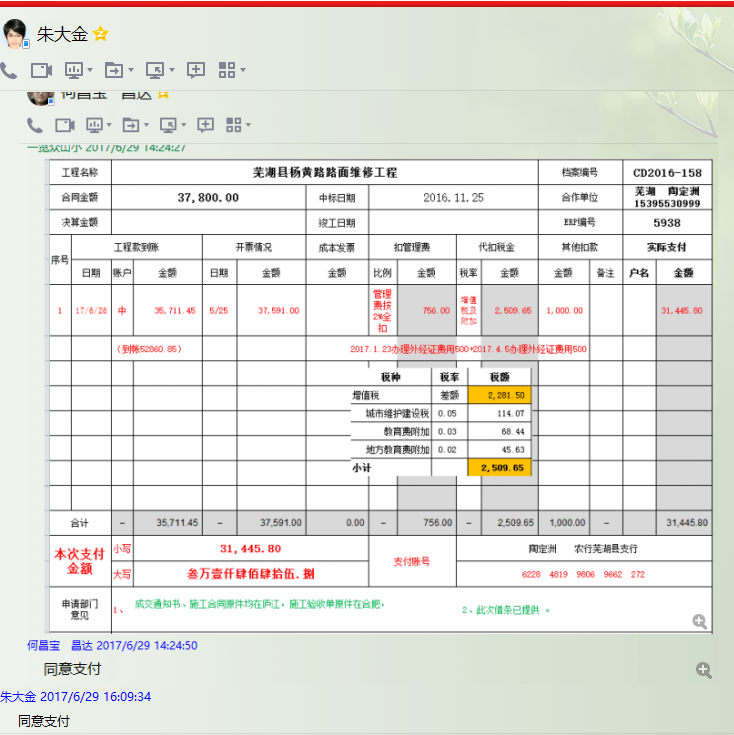 朱大金
何昌宝 昌达
一览众山小 2017/6/29 14:24:27
工程名称 芜湖县杨黄路路面维修工程 档案编号 CD2016-158
合同金额 37,800.00 中标日期 2016.11.25 合作单位 芜湖 陶定洲 15395530999
决算金额 竣工日期 ERP编号 5938
序号 工程款到账 开票情况 成本发票 扣管理费 代扣税金 其他扣款 实际支付
日期 账户 金额 日期 金额 金额 比例 金额 税率 金额 金额 备注 户名 金额
1 17/6/28 中 35,711.45 5/25 37,591.00 管理费按2%全扣 756.00 增值税及附加 2,509.65 1,000.00 31,445.80
(到帐52860.85) 2017.1.23办理外经证费用500+2017.4.5办理外经证费用500
税种 税率 税额
增值税 差额 2,281.50
城市维护建设税 0.05 114.07
教育费附加 0.03 68.44
地方教育费附加 0.02 45.63
小计 2,509.65
合计 - 35,711.45 - 37,591.00 0.00 - 756.00 - 2,509.65 1,000.00 - 31,445.80
本次支付金额 小写 31,445.80 支付账号 陶定洲 农行芜湖县支行
大写 叁万壹仟肆佰肆拾伍.捌 6228 4819 9806 9662 272
申请部门意见 1、 成交通知书、施工合同原件均在庐江,施工验收单原件在合肥, 2、此次借条已提供 。
何昌宝 昌达 2017/6/29 14:24:50
同意支付
朱大金 2017/6/29 16:09:34
同意支付